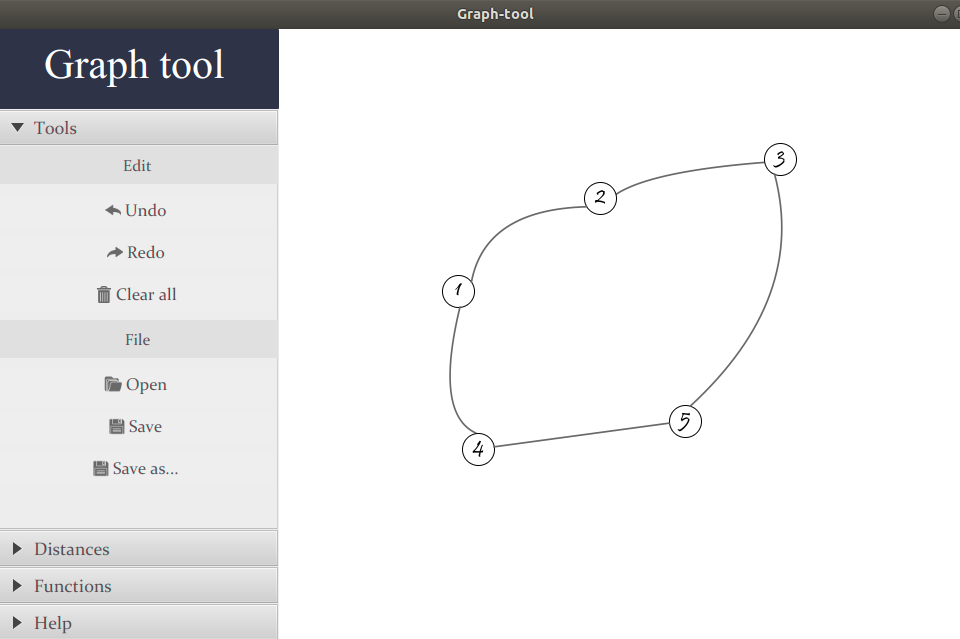 Graph-tool
Graph tool
Tools
Edit
Undo
Redo
Clear all
File
Open
Save
Save as...
Distances
Functions
Help
3
2
1
5
4